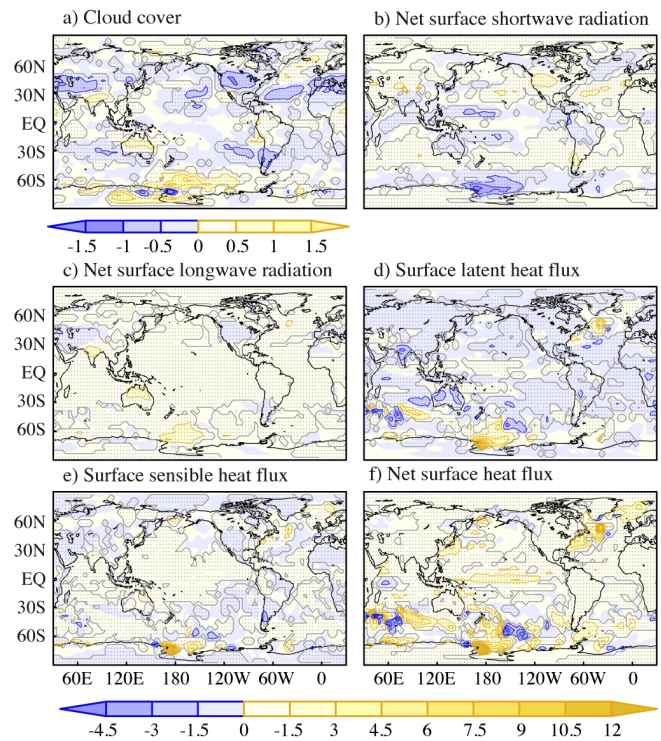 a) Cloud cover
b) Net surface shortwave radiation
60N
30N
EQ
30S
60S
-1.5 -1 -0.5 0 0.5 1 1.5
c) Net surface longwave radiation
d) Surface latent heat flux
60N
30N
EQ
30S
60S
e) Surface sensible heat flux
f) Net surface heat flux
60N
30N
EQ
30S
60S
60E 120E 180 120W 60W 0
60E 120E 180 120W 60W 0
-4.5 -3 -1.5 0 -1.5 3 4.5 6 7.5 9 10.5 12